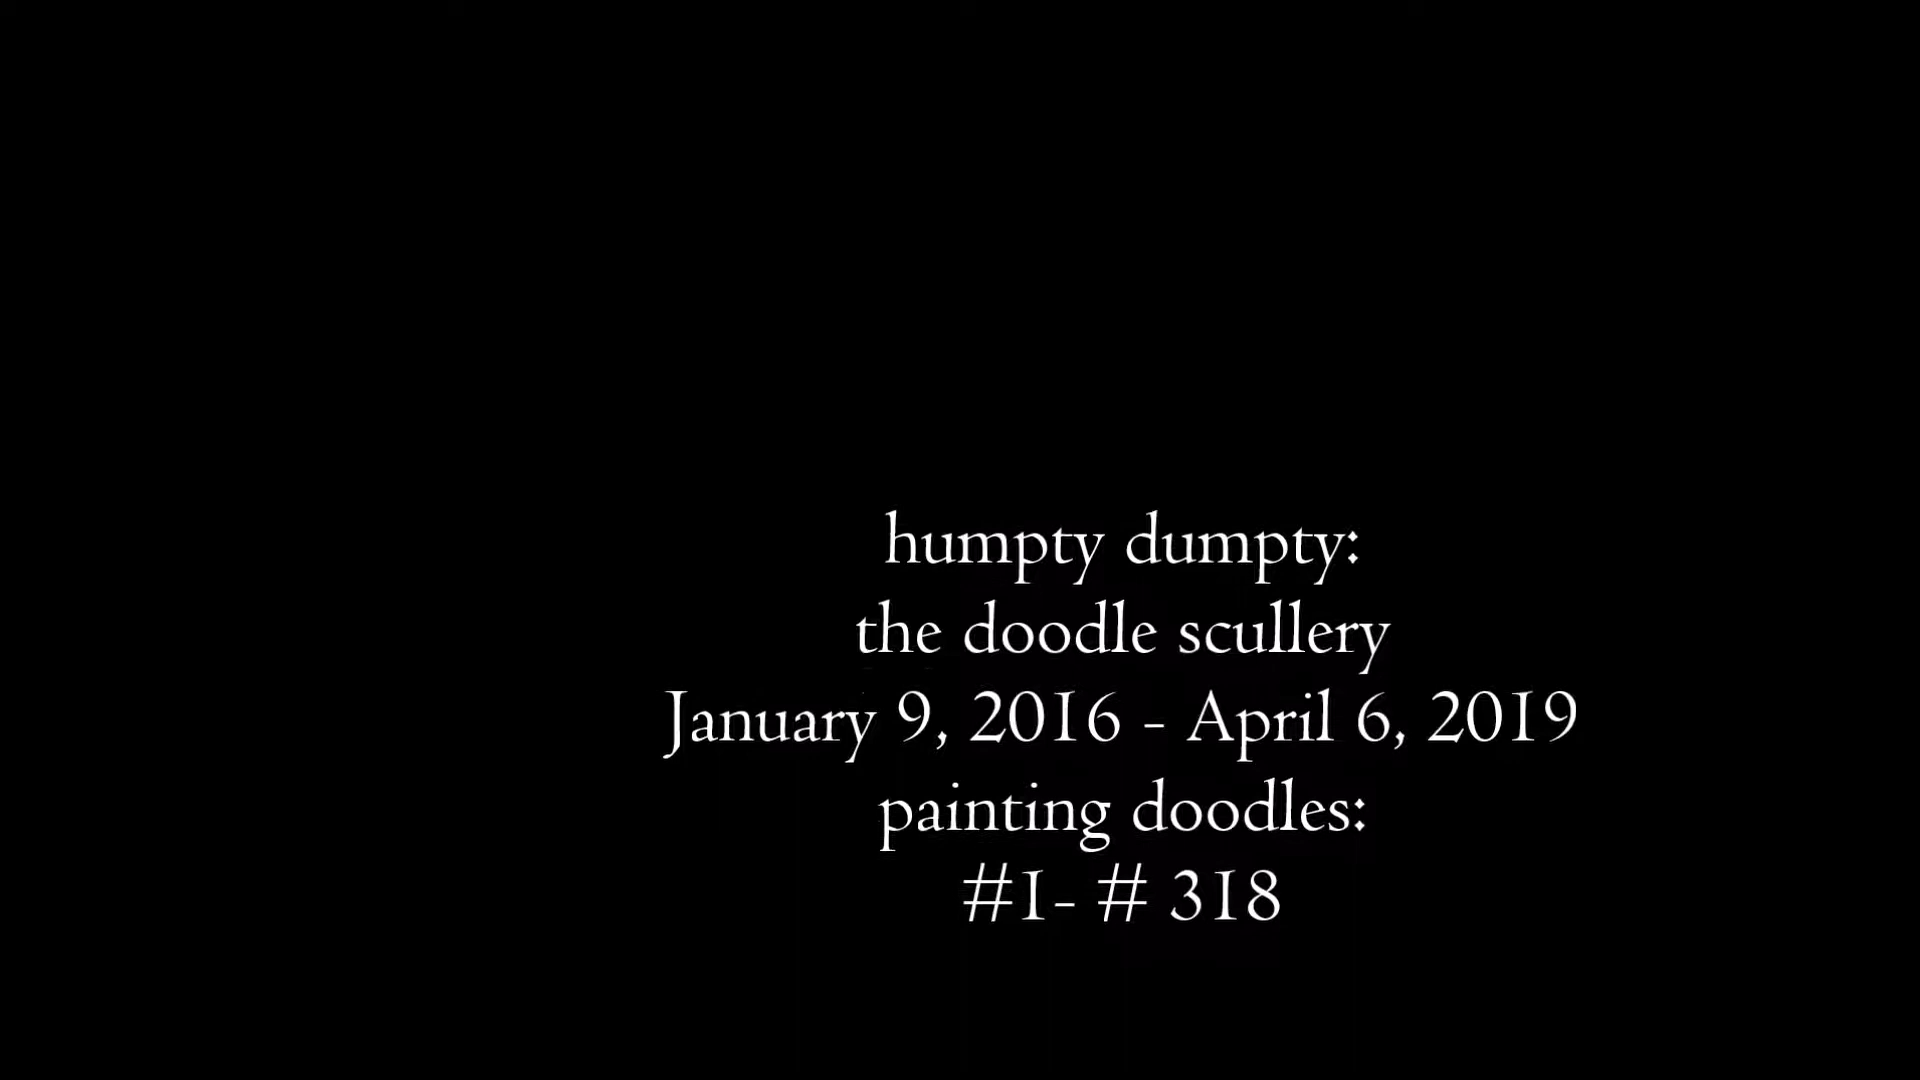 humpty dumpty:
the doodle scullery
January 9, 2016 - April 6, 2019
painting doodles:
#1- # 318